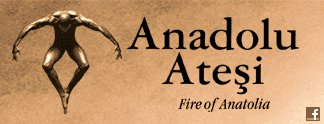 Anadolu
Ateşi
Fire of Anatolia